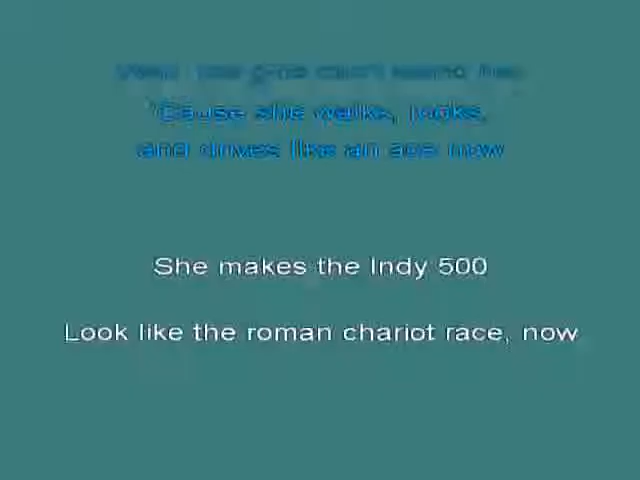 'Cause she walks, looks,
and drives like an ace now
She makes the Indy 500
Look like the roman chariot race, now